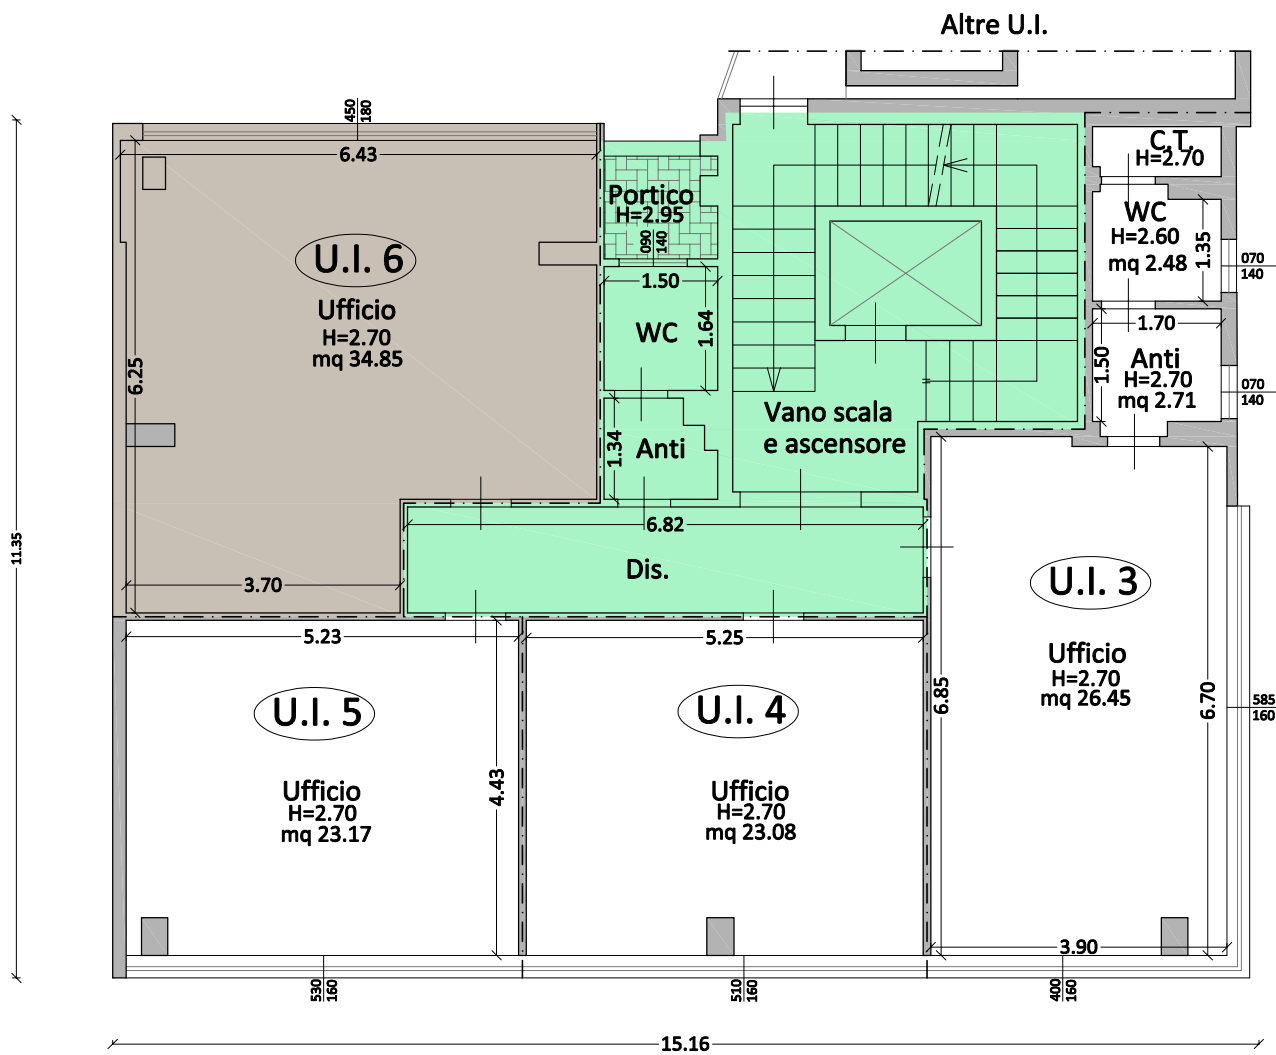 Altre U.I.
450
180
6.43
C.T.
H=2.70
Portico
H=2.95
090
140
WC
H=2.60
mq 2.48
1.35
070
140
U.I. 6
Ufficio
H=2.70
mq 34.85
1.50
WC
1.64
1.70
1.50
Anti
H=2.70
mq 2.71
070
140
6.25
Vano scala
e ascensore
1.34
Anti
11.35
6.82
Dis.
3.70
U.I. 3
Ufficio
H=2.70
mq 26.45
6.85
6.70
585
160
5.23
5.25
U.I. 5
Ufficio
H=2.70
mq 23.17
4.43
U.I. 4
Ufficio
H=2.70
mq 23.08
3.90
530
160
510
160
400
160
15.16